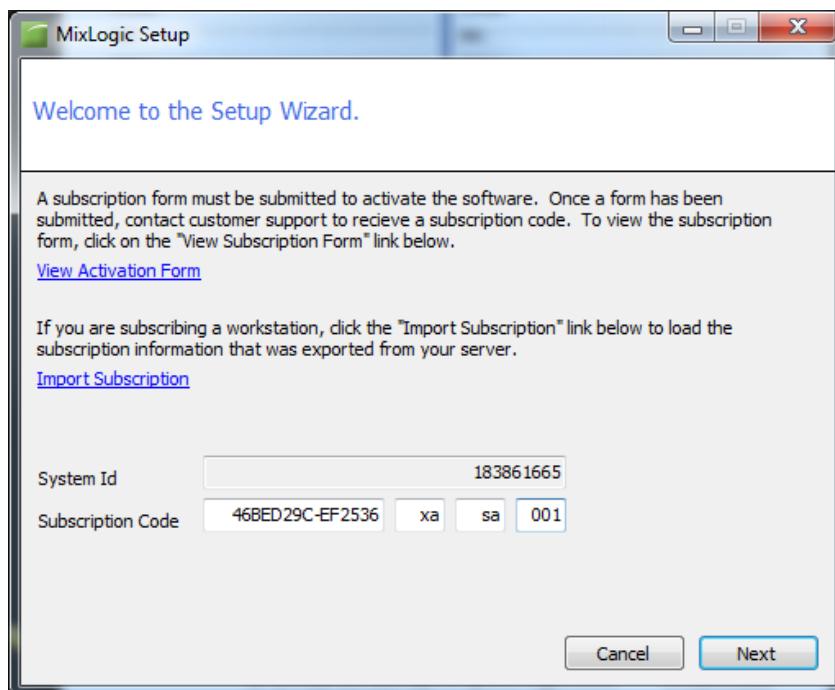 MixLogic Setup
Welcome to the Setup Wizard.
A subscription form must be submitted to activate the software. Once a form has been
submitted, contact customer support to recieve a subscription code. To view the subscription
form, click on the "View Subscription Form" link below.
View Activation Form
If you are subscribing a workstation, click the "Import Subscription" link below to load the
subscription information that was exported from your server.
Import Subscription
System Id 183861665
Subscription Code 46BED29C-EF2536 xa sa 001
Cancel Next